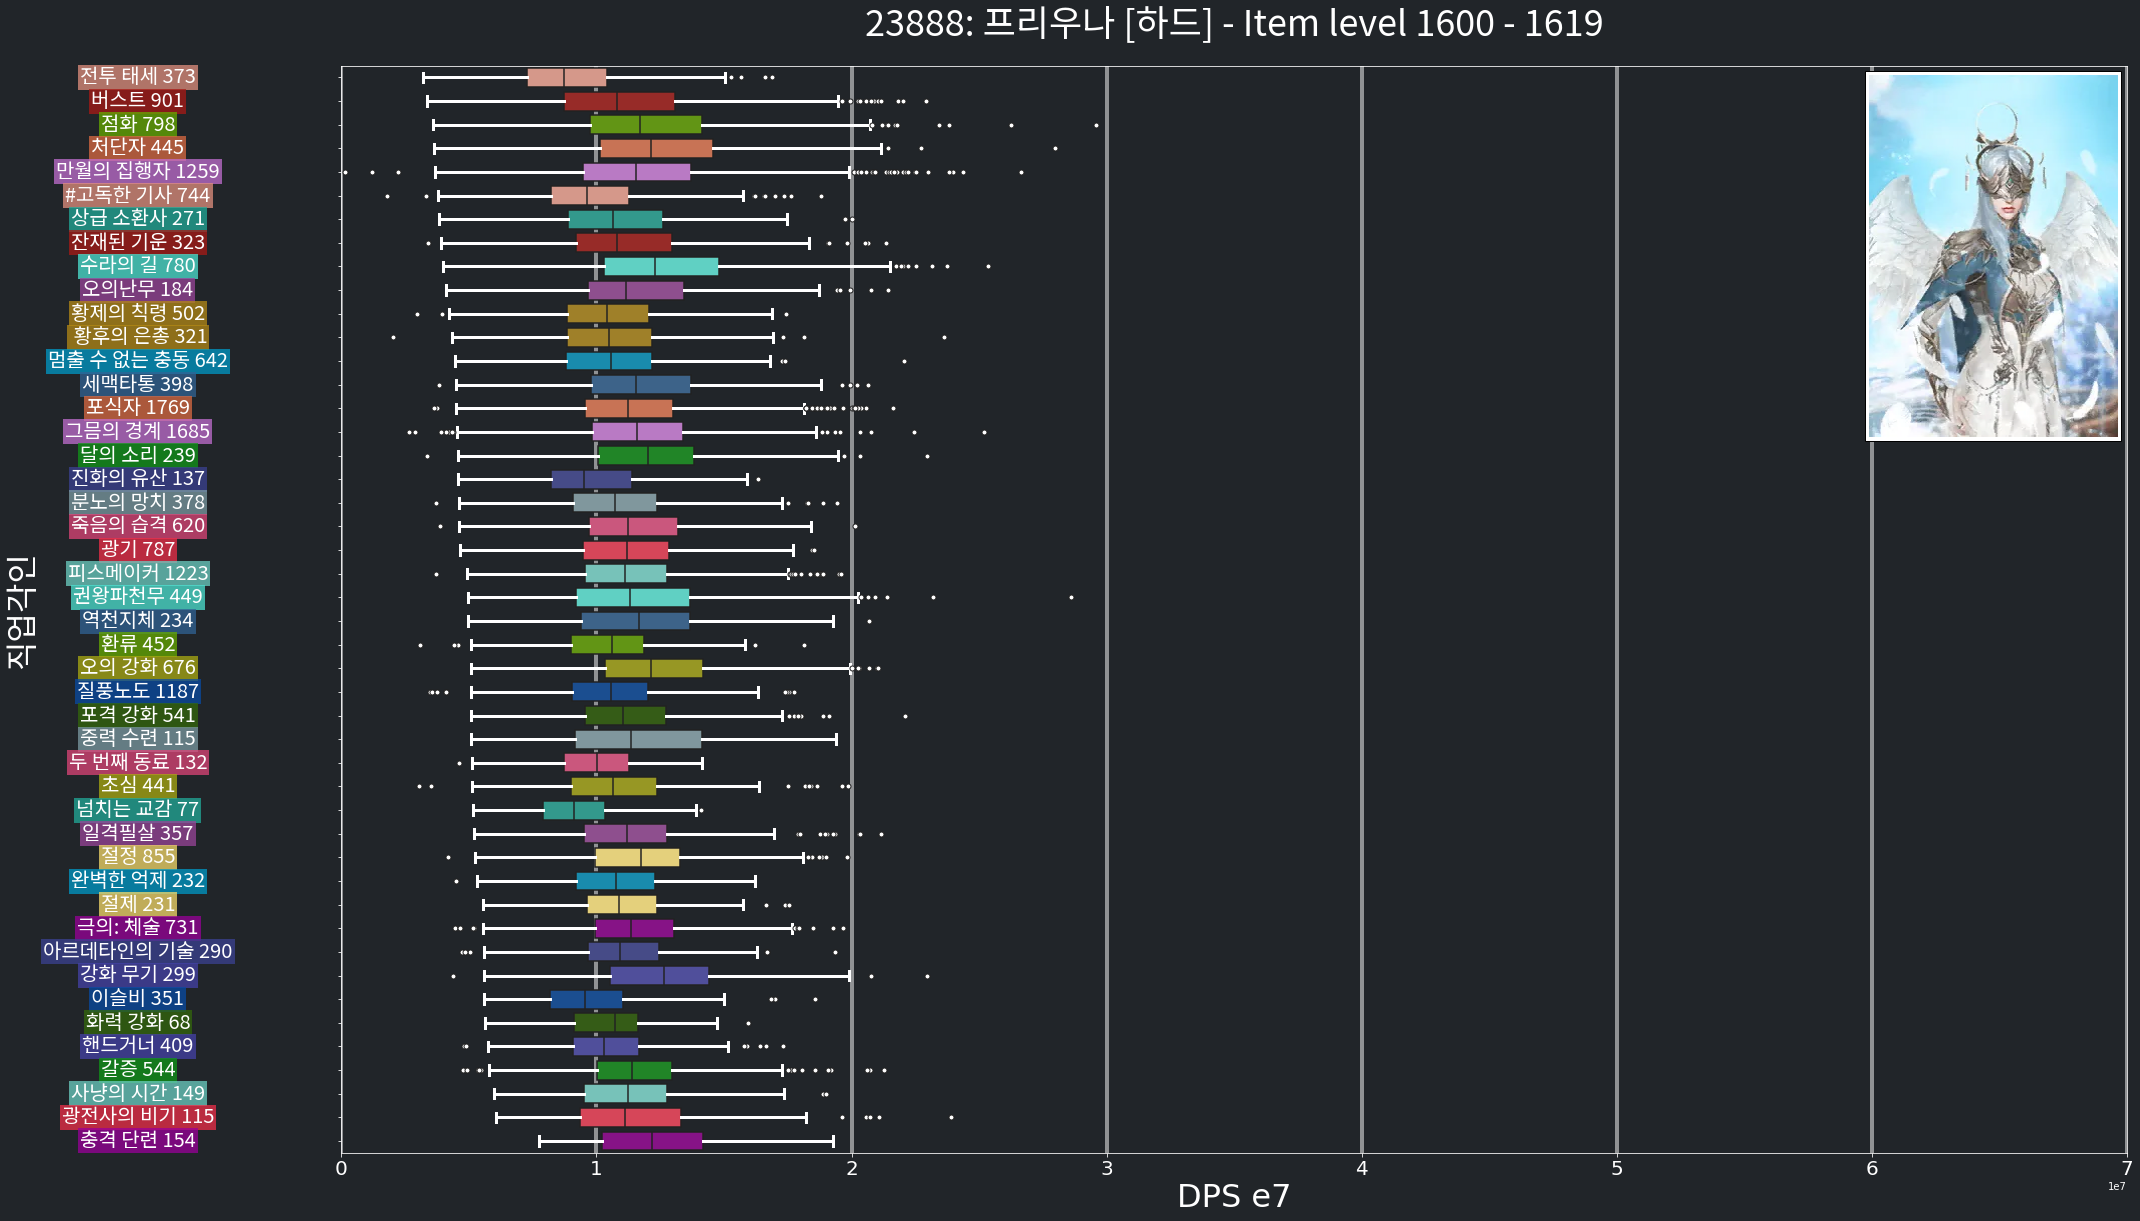 23888: 프리우나 [하드] - Item level 1600 - 1619
전투 태세 373
버스트 901
점화 798
처단자 445
만월의 집행자 1259
#고독한 기사 744
상급 소환사 271
잔재된 기운 323
수라의 길 780
오의난무 184
황제의 칙령 502
황후의 은총 321
멈출 수 없는 충동 642
세맥타통 398
포식자 1769
그믐의 경계 1685
달의 소리 239
진화의 유산 137
분노의 망치 378
죽음의 습격 620
광기 787
피스메이커 1223
권왕파천무 449
역천지체 234
환류 452
오의 강화 676
질풍노도 1187
포격 강화 541
중력 수련 115
두 번째 동료 132
초심 441
넘치는 교감 77
일격필살 357
절정 855
완벽한 억제 232
절제 231
극의: 체술 731
아르데타인의 기술 290
강화 무기 299
이슬비 351
화력 강화 68
핸드거너 409
갈증 544
사냥의 시간 149
광전사의 비기 115
충격 단련 154
직업각인
0 1 2 3 4 5 6 7
1e7
DPS e7